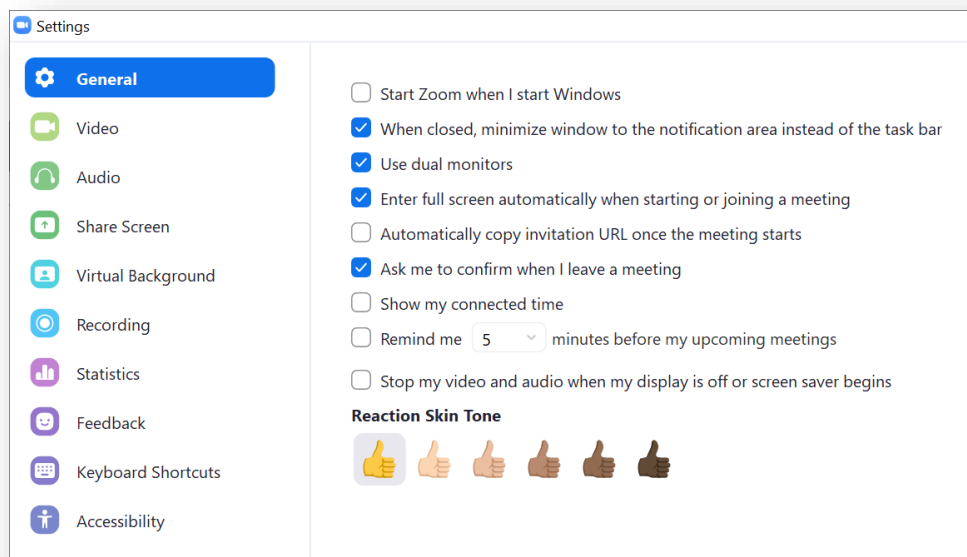 Settings
General
Video
Audio
Share Screen
Virtual Background
Recording
Statistics
Feedback
Keyboard Shortcuts
Accessibility
Start Zoom when I start Windows
When closed, minimize window to the notification area instead of the task bar
Use dual monitors
Enter full screen automatically when starting or joining a meeting
Automatically copy invitation URL once the meeting starts
Ask me to confirm when I leave a meeting
Show my connected time
Remind me 5 minutes before my upcoming meetings
Stop my video and audio when my display is off or screen saver begins
Reaction Skin Tone